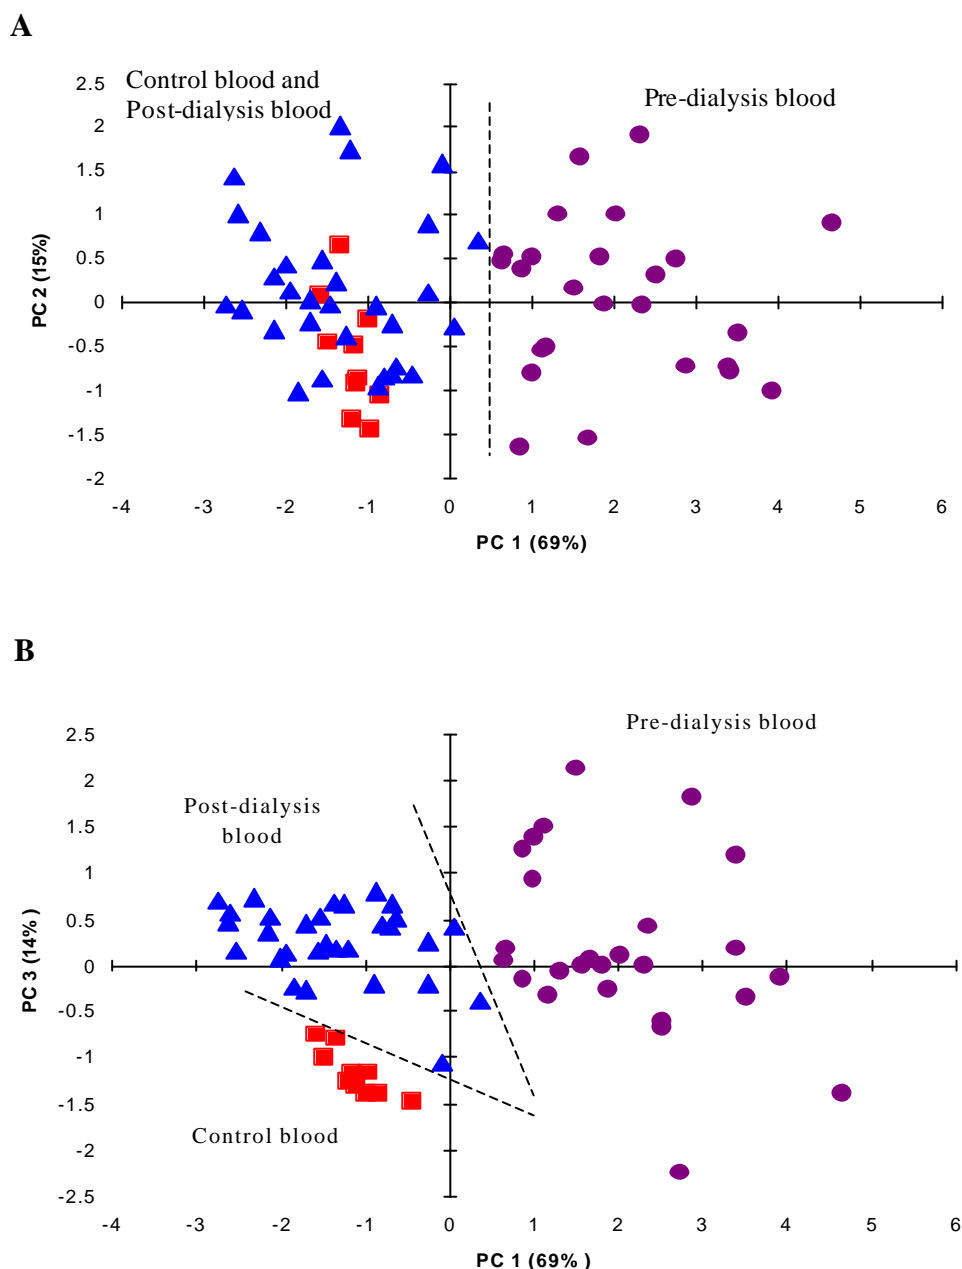 A
Control blood and
Post-dialysis blood
Pre-dialysis blood
2.5
2
1.5
1
0.5
0
-0.5
-1
-1.5
-2
PC 2 (15%)
-4 -3 -2 -1 0 1 2 3 4 5 6
PC 1 (69%)
B
Pre-dialysis blood
Post-dialysis
blood
2.5
2
1.5
1
0.5
0
-0.5
-1
-1.5
-2
-2.5
PC 3 (14% )
Control blood
-4 -3 -2 -1 0 1 2 3 4 5 6
PC 1 (69% )